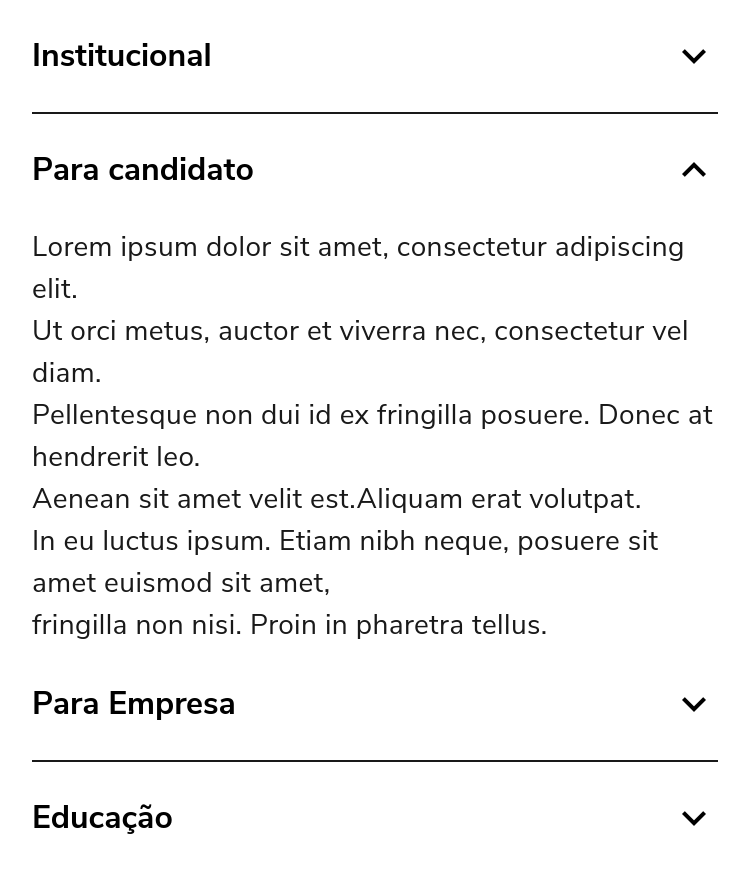 Institucional
Para candidato
Lorem ipsum dolor sit amet, consectetur adipiscing
elit.
Ut orci metus, auctor et viverra nec, consectetur vel
diam.
Pellentesque non dui id ex fringilla posuere. Donec at
hendrerit leo.
Aenean sit amet velit est.Aliquam erat volutpat.
In eu luctus ipsum. Etiam nibh neque, posuere sit
amet euismod sit amet,
fringilla non nisi. Proin in pharetra tellus.
Para Empresa
Educação